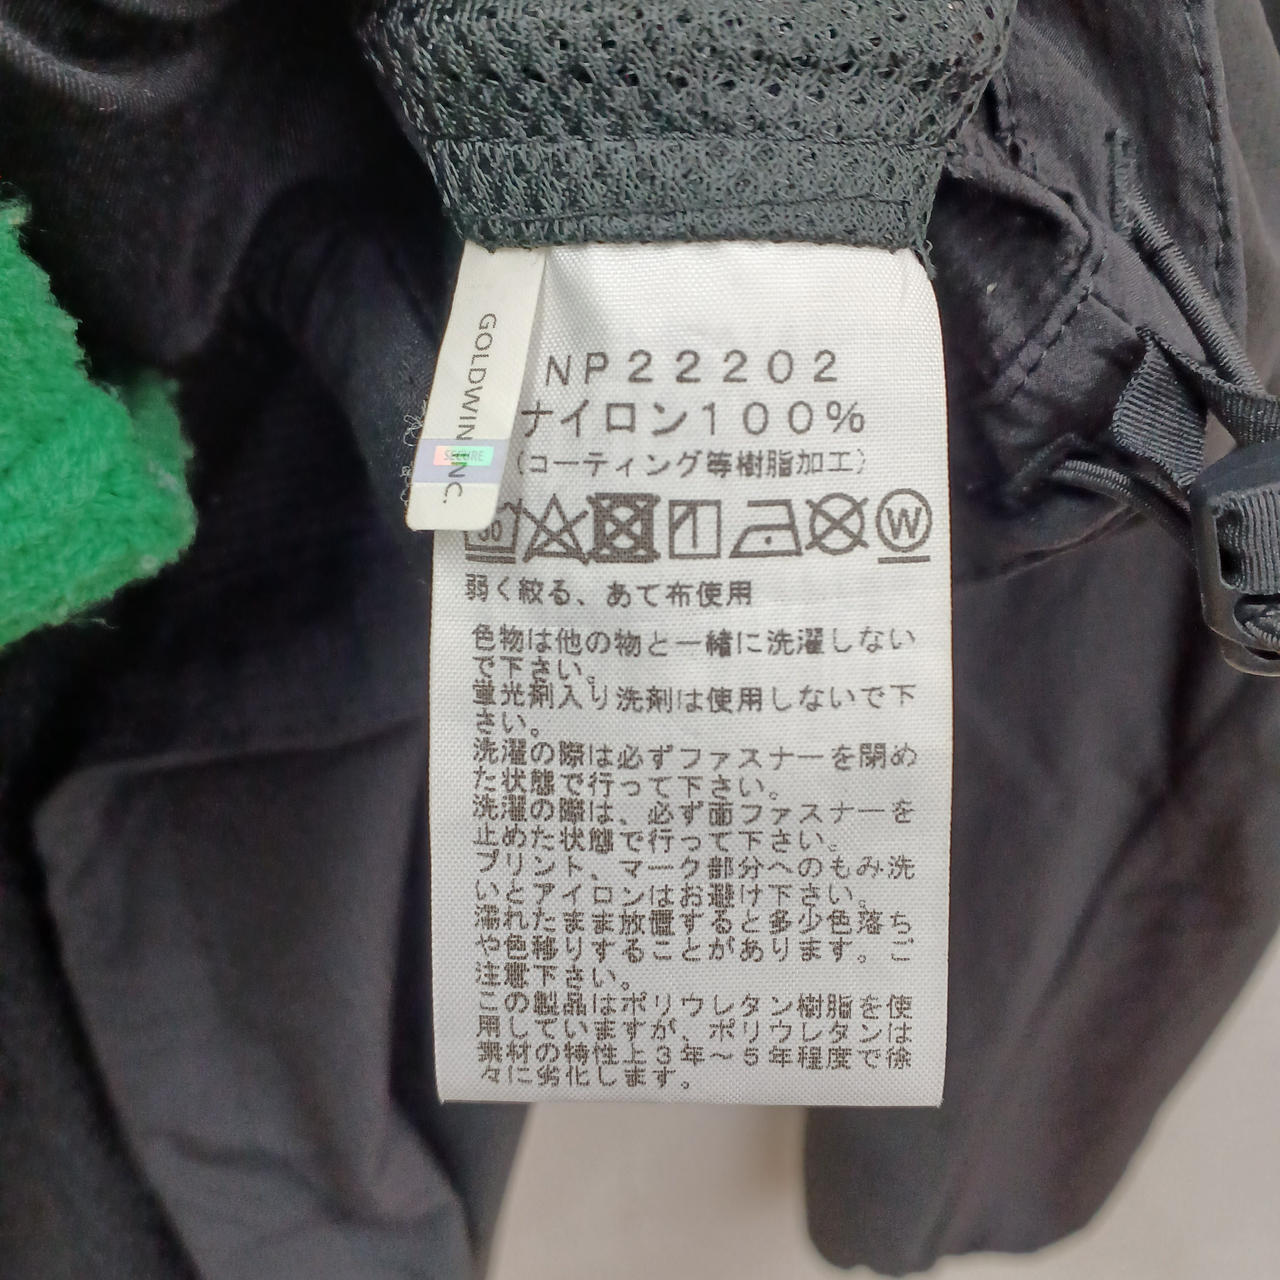 GOLDWIN INC.
SECURE
NP22202
ナイロン100%
(コーティング等樹脂加工)
30
W
弱く絞る、あて布使用
色物は他の物と一緒に洗濯しない
で下さい。
蛍光剤入り洗剤は使用しないで下
さい。
洗濯の際は必ずファスナーを閉め
た状態で行って下さい。
洗濯の際は、必ず面ファスナーを
止めた状態で行って下さい。
プリント、マーク部分へのもみ洗
いとアイロンはお避け下さい。
濡れたまま放置すると多少色落ち
や色移りすることがあります。ご
注意下さい。
この製品はポリウレタン樹脂を使
用していますが、ポリウレタンは
素材の特性上3年〜5年程度で徐
々に劣化します。